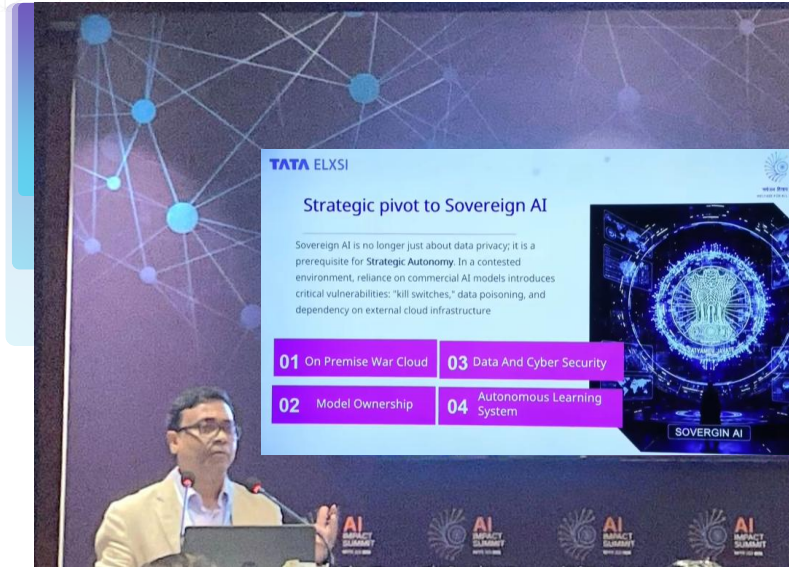 TATA ELXSI
Strategic pivot to Sovereign AI
Sovereign AI is no longer just about data privacy; it is a
prerequisite for Strategic Autonomy. In a contested
environment, reliance on commercial AI models introduces
critical vulnerabilities: "kill switches," data poisoning, and
dependency on external cloud infrastructure
01 On Premise War Cloud
03 Data And Cyber Security
02 Model Ownership
04 Autonomous Learning
System
SOVERGIN AI
AI
IMPACT
SUMMIT
AI
IMPACT
SUMMIT
AI
IMPACT
SUMMIT
AI
IMPACT
SUMMIT